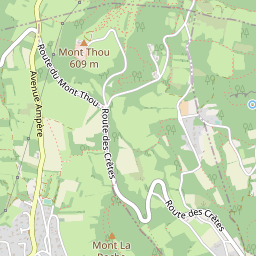 Mont Thou
609 m
Route du Mont Thou
Avenue Ampère
Route des Crêtes
Route des Crêtes
Mont La
Roche